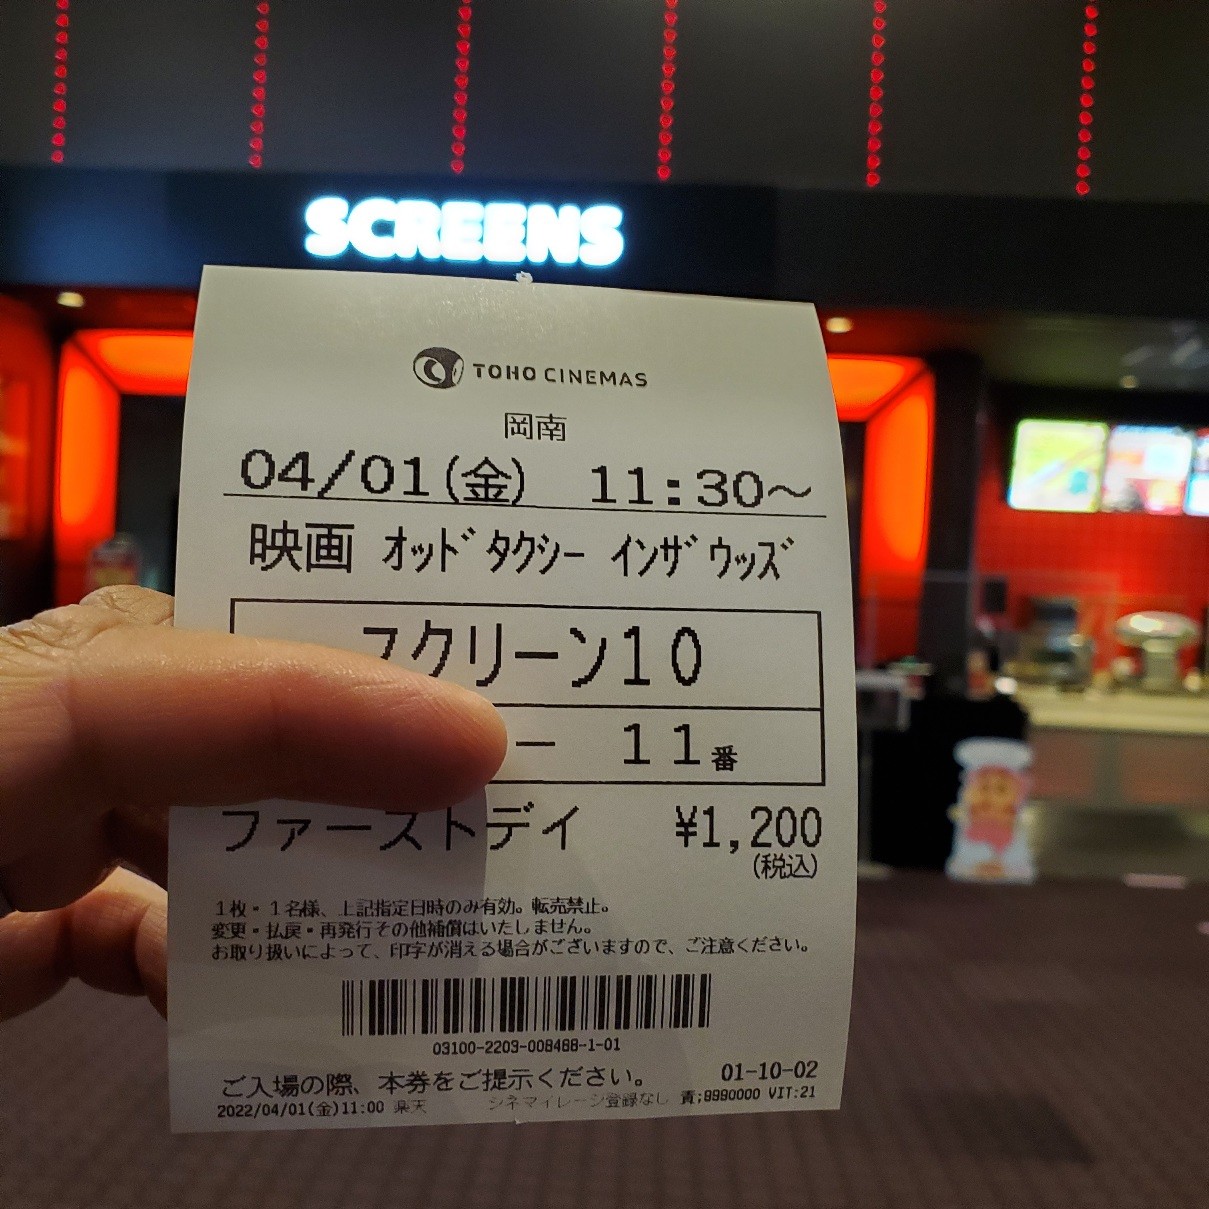 SCREENS
TOHO CINEMAS
岡南
04/01(金) 11:30～
映画 オッドタクシー インザウッズ
スクリーン10
－ 11番
ファーストデイ ¥1,200
(税込)
1枚・1名様、上記指定日時のみ有効。転売禁止。
変更・払戻・再発行その他補償はいたしません。
お取り扱いによって、印字が消える場合がございますので、ご注意ください。
03100-2203-008488-1-01
ご入場の際、本券をご提示ください。 01-10-02
2022/04/01(金)11:00 楽天 シネマイレージ登録なし 責;9990000 VIT:21